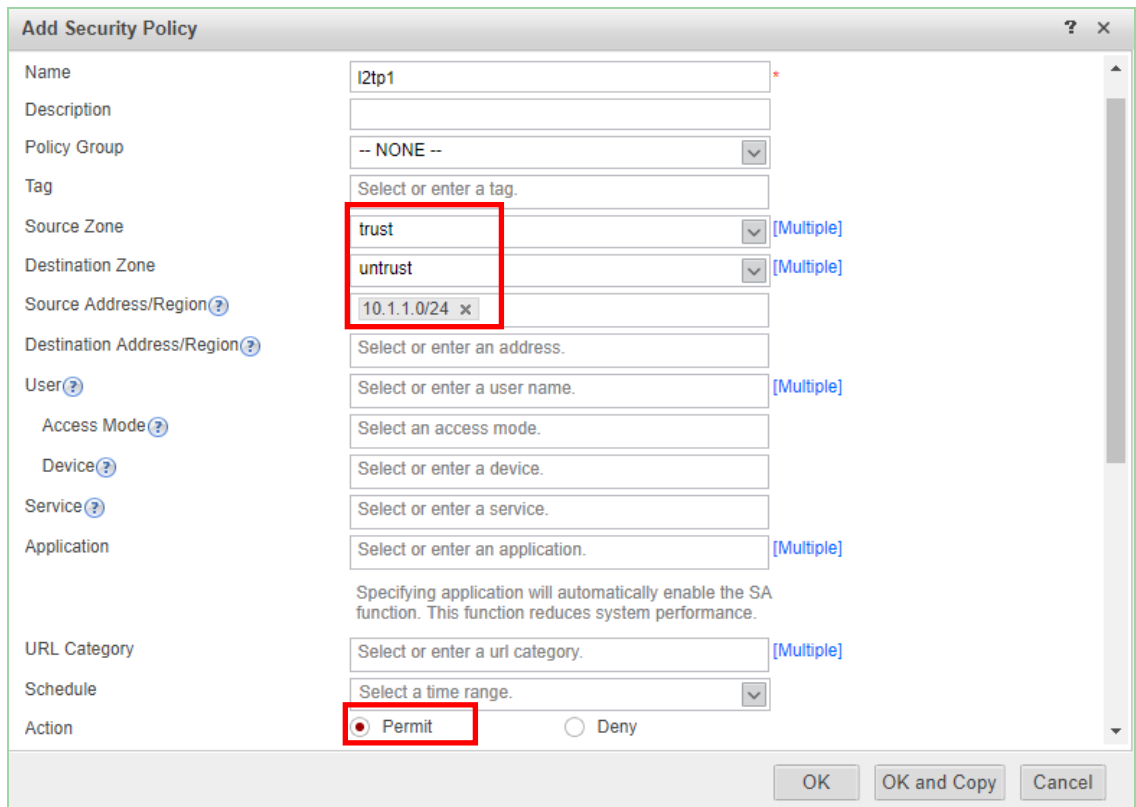 Add Security Policy ? ×
Name l2tp1 *
Description
Policy Group -- NONE --
Tag Select or enter a tag.
Source Zone trust [Multiple]
Destination Zone untrust [Multiple]
Source Address/Region ? 10.1.1.0/24 ×
Destination Address/Region ? Select or enter an address.
User ? Select or enter a user name. [Multiple]
Access Mode ? Select an access mode.
Device ? Select or enter a device.
Service ? Select or enter a service.
Application Select or enter an application. [Multiple]
Specifying application will automatically enable the SA
function. This function reduces system performance.
URL Category Select or enter a url category. [Multiple]
Schedule Select a time range.
Action Permit Deny
OK OK and Copy Cancel